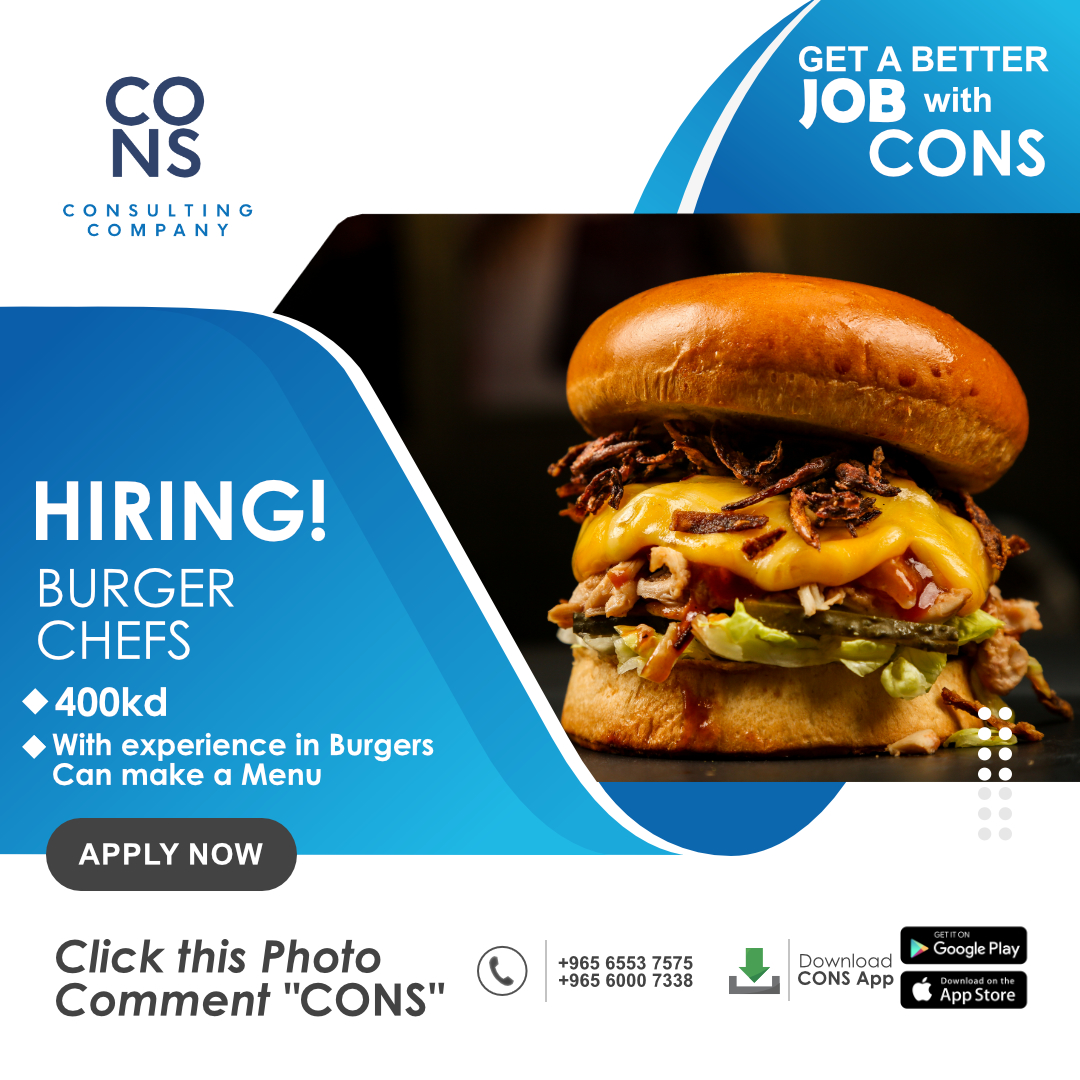 CO
NS
CONSULTING
COMPANY
GET A BETTER
JOB with
CONS
HIRING!
BURGER
CHEFS
400kd
With experience in Burgers
Can make a Menu
APPLY NOW
Click this Photo
Comment "CONS"
+965 6553 7575
+965 6000 7338
Download
CONS App
GET IT ON
Google Play
Download on the
App Store